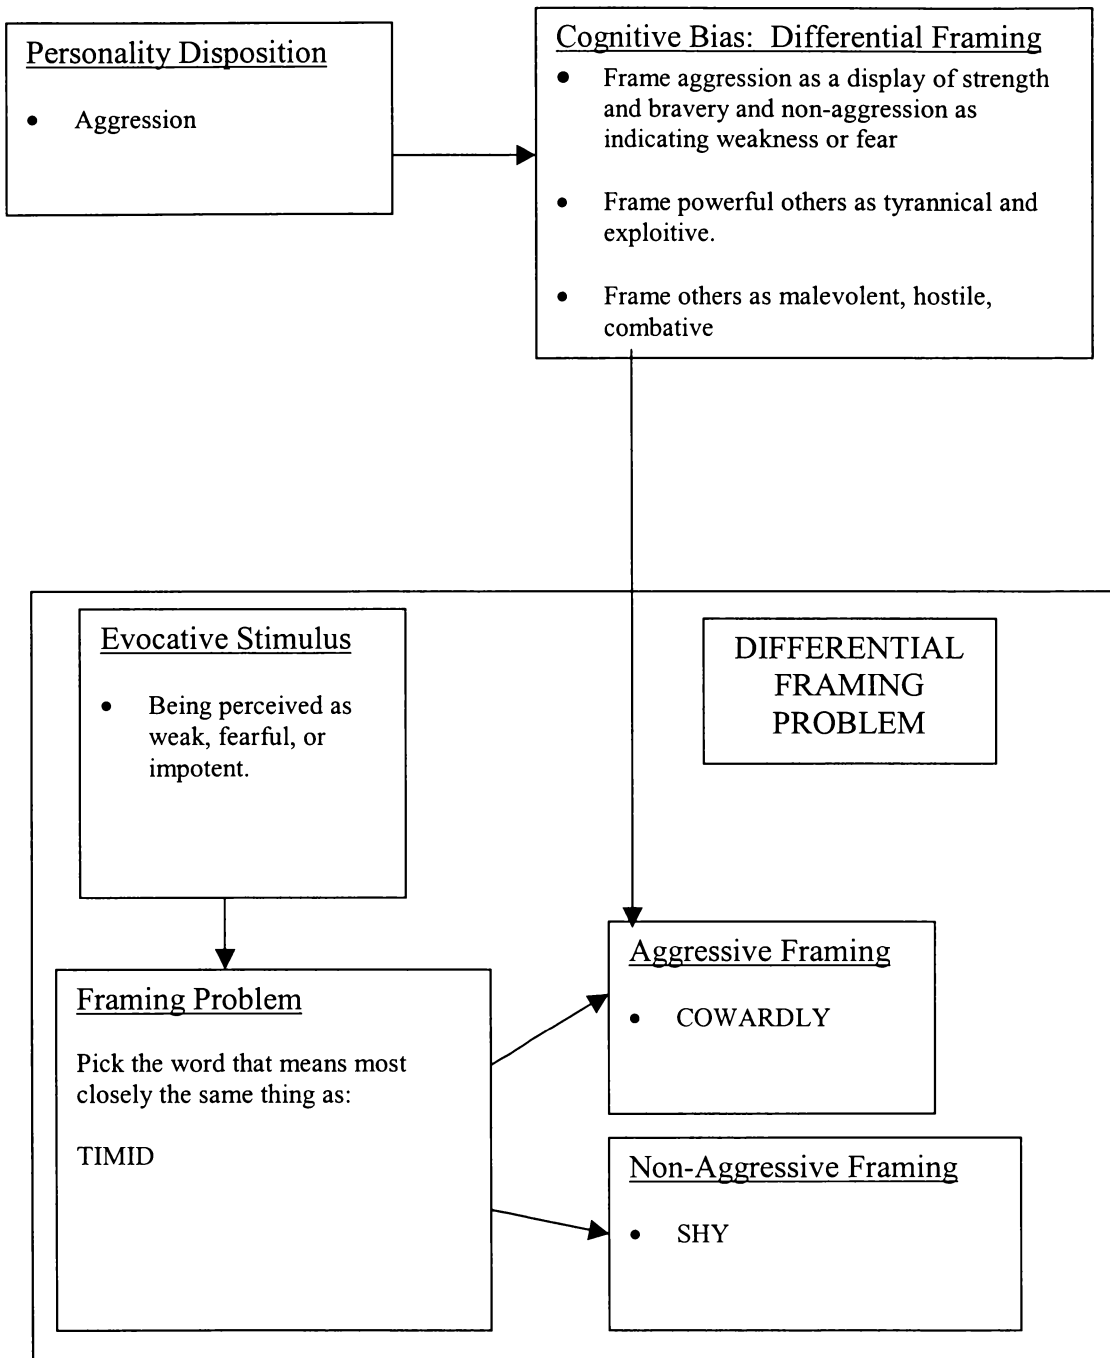 Personality Disposition
• Aggression
Cognitive Bias: Differential Framing
• Frame aggression as a display of strength
and bravery and non-aggression as
indicating weakness or fear
• Frame powerful others as tyrannical and
exploitive.
• Frame others as malevolent, hostile,
combative
Evocative Stimulus
• Being perceived as
weak, fearful, or
impotent.
DIFFERENTIAL
FRAMING
PROBLEM
Framing Problem
Pick the word that means most
closely the same thing as:
TIMID
Aggressive Framing
• COWARDLY
Non-Aggressive Framing
• SHY